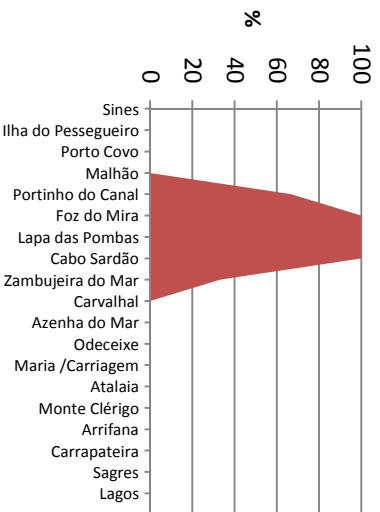 %
0 20 40 60 80 100
Sines
Ilha do Pessegueiro
Porto Covo
Malhão
Portinho do Canal
Foz do Mira
Lapa das Pombas
Cabo Sardão
Zambujeira do Mar
Carvalhal
Azenha do Mar
Odeceixe
Maria /Carriagem
Atalaia
Monte Clérigo
Arrifana
Carrapateira
Sagres
Lagos